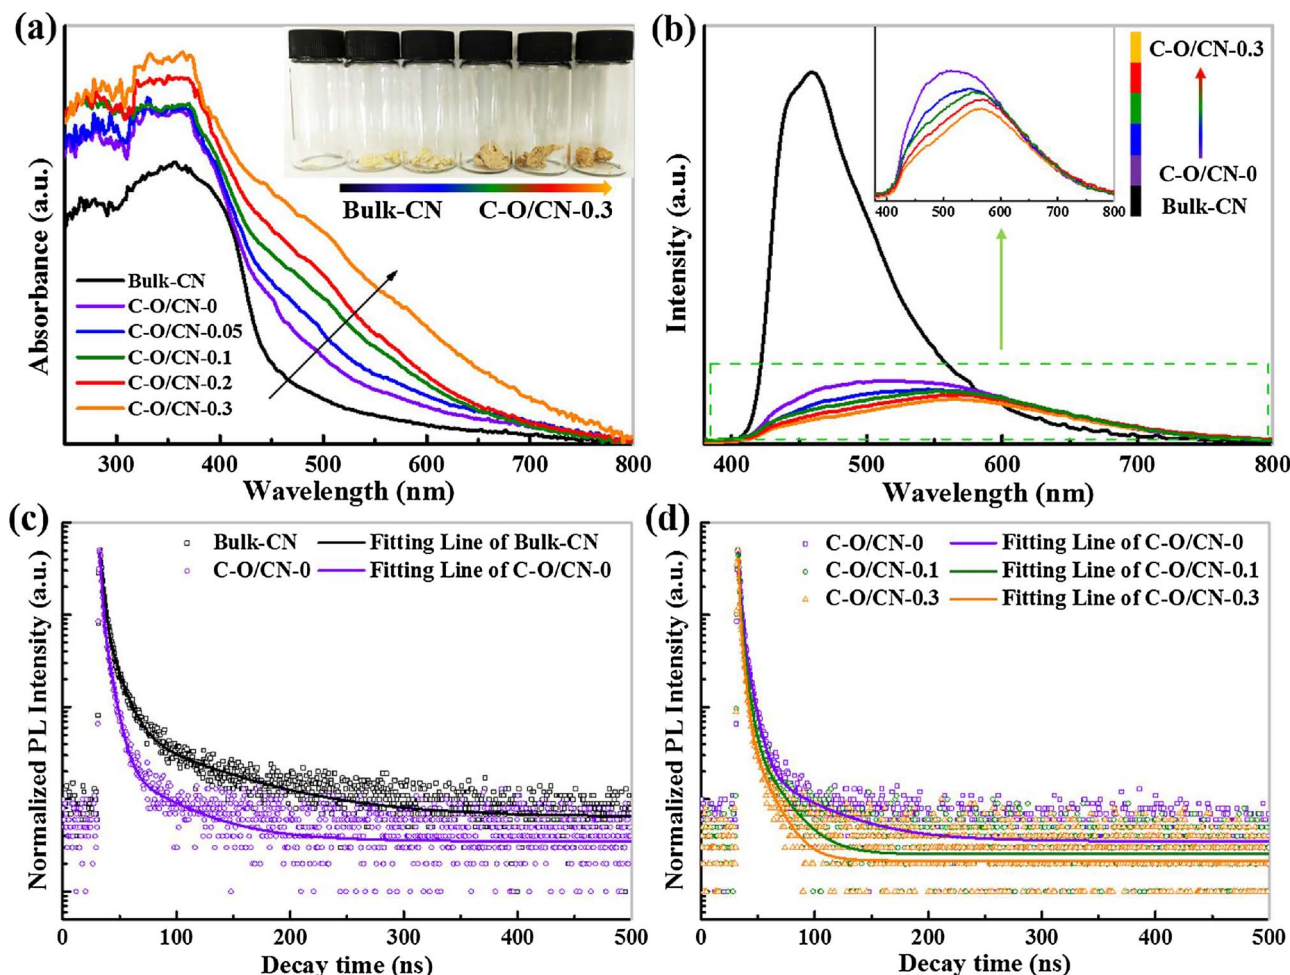 (a)
Absorbance (a.u.)
Bulk-CN
C-O/CN-0.3
Bulk-CN
C-O/CN-0
C-O/CN-0.05
C-O/CN-0.1
C-O/CN-0.2
C-O/CN-0.3
300 400 500 600 700 800
Wavelength (nm)
(b)
Intensity (a.u.)
400 500 600 700 800
C-O/CN-0.3
C-O/CN-0
Bulk-CN
400 500 600 700 800
Wavelength (nm)
(c)
Normalized PL Intensity (a.u.)
Bulk-CN Fitting Line of Bulk-CN
C-O/CN-0 Fitting Line of C-O/CN-0
0 100 200 300 400 500
Decay time (ns)
(d)
Normalized PL Intensity (a.u.)
C-O/CN-0 Fitting Line of C-O/CN-0
C-O/CN-0.1 Fitting Line of C-O/CN-0.1
C-O/CN-0.3 Fitting Line of C-O/CN-0.3
0 100 200 300 400 500
Decay time (ns)